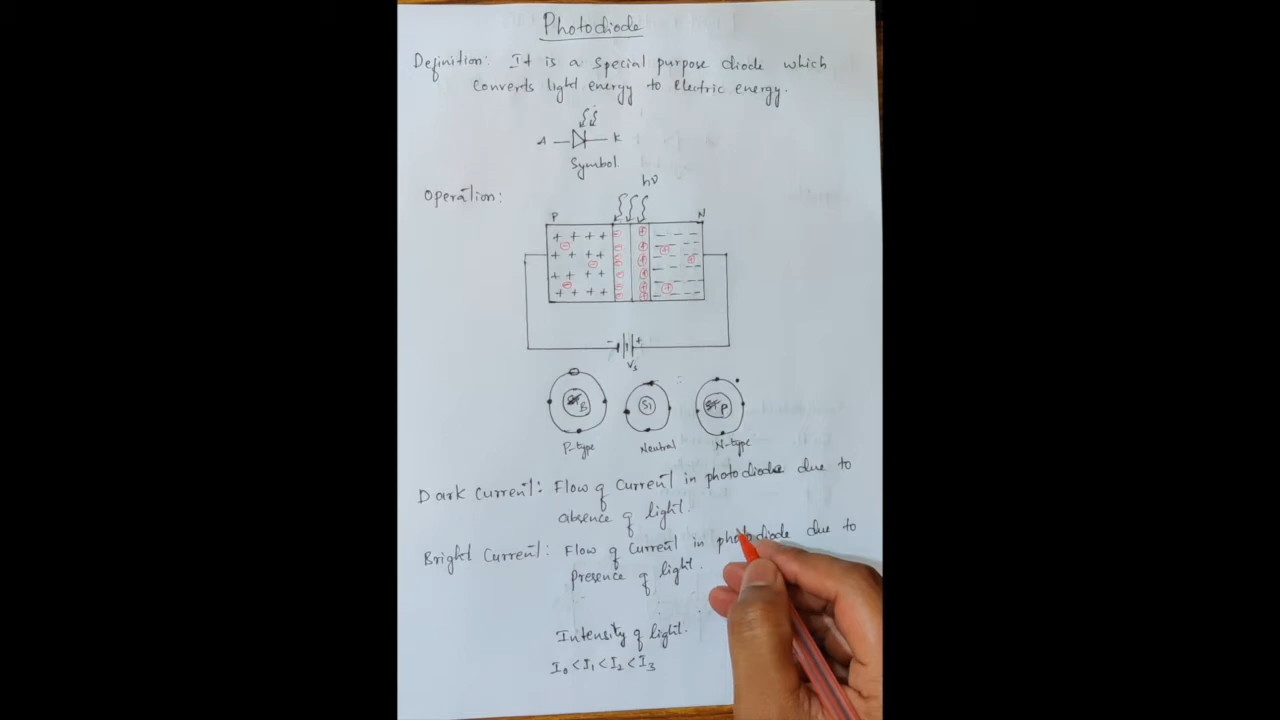 Photodiode
Definition: It is a special purpose diode which
converts light energy to electric energy.
A K
Symbol
hν
Operation:
P N
- +
Vs
B Si P
P-type Neutral N-type
Dark Current: Flow of current in photodiode due to
absence of light.
Bright Current: Flow of current in photodiode due to
presence of light.
Intensity of light.
I₀ < I₁ < I₂ < I₃